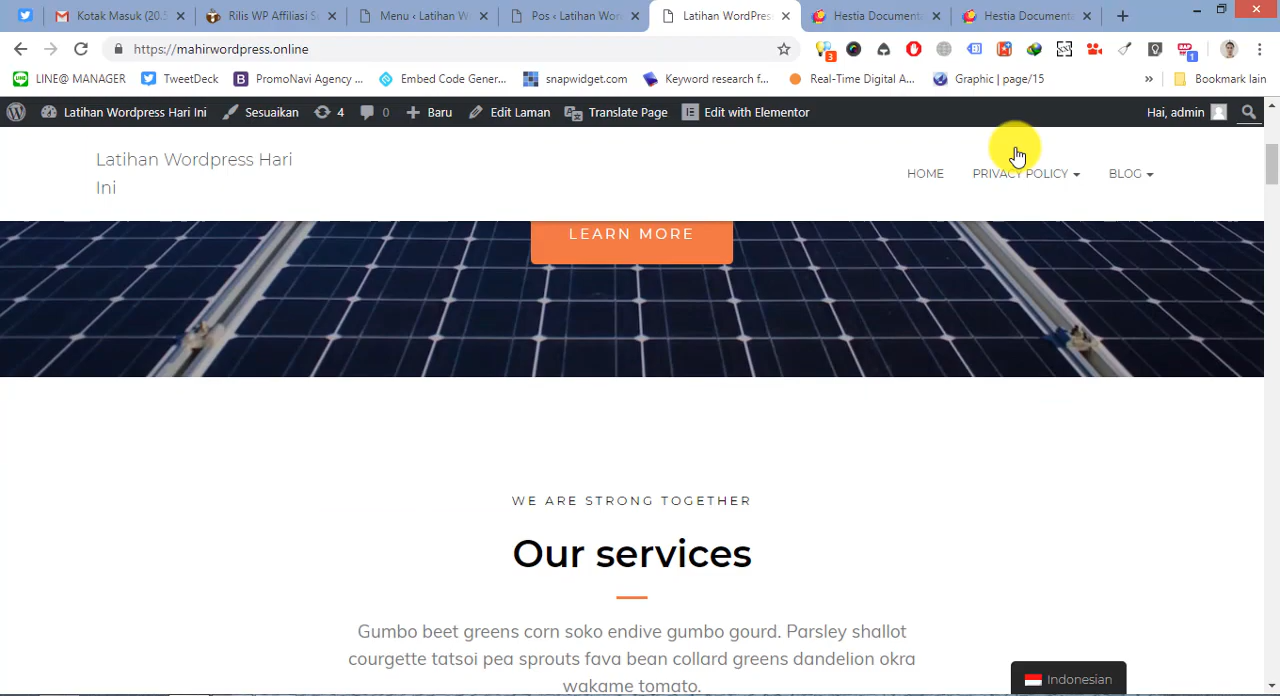 Kotak Masuk (20.
Rilis WP Affiliasi S
Menu ‹ Latihan W
Pos ‹ Latihan Wor
Latihan WordPres
Hestia Documenta
Hestia Documenta
https://mahirwordpress.online
3
1
LINE@ MANAGER
TweetDeck
PromoNavi Agency ...
Embed Code Gener...
snapwidget.com
Keyword research f...
Real-Time Digital A...
Graphic | page/15
»
Bookmark lain
Latihan Wordpress Hari Ini
Sesuaikan
4
0
Baru
Edit Laman
Translate Page
Edit with Elementor
Hai, admin
Latihan Wordpress Hari
Ini
HOME
PRIVACY POLICY
BLOG
LEARN MORE
WE ARE STRONG TOGETHER
Our services
Gumbo beet greens corn soko endive gumbo gourd. Parsley shallot
courgette tatsoi pea sprouts fava bean collard greens dandelion okra
wakame tomato.
Indonesian